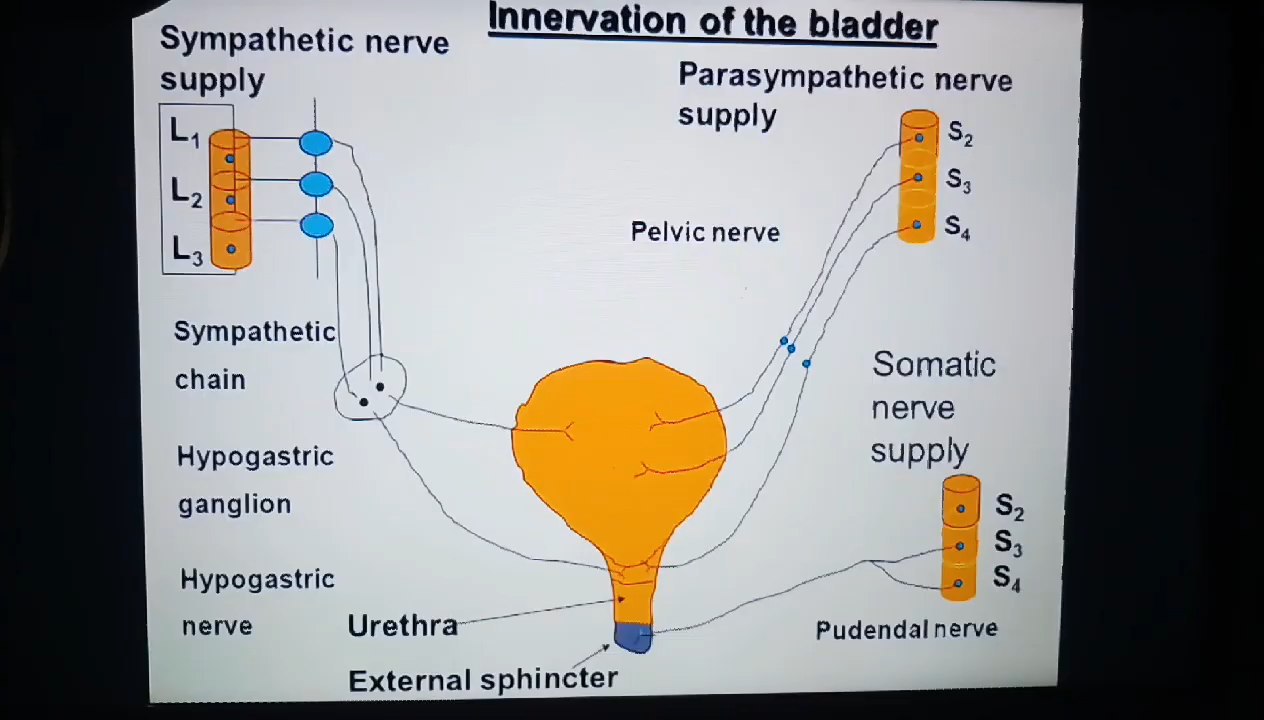 Innervation of the bladder
Sympathetic nerve
supply
L1
L2
L3
Sympathetic
chain
Hypogastric
ganglion
Hypogastric
nerve
Urethra
External sphincter
Parasympathetic nerve
supply
S2
S3
S4
Pelvic nerve
Somatic
nerve
supply
S2
S3
S4
Pudendal nerve